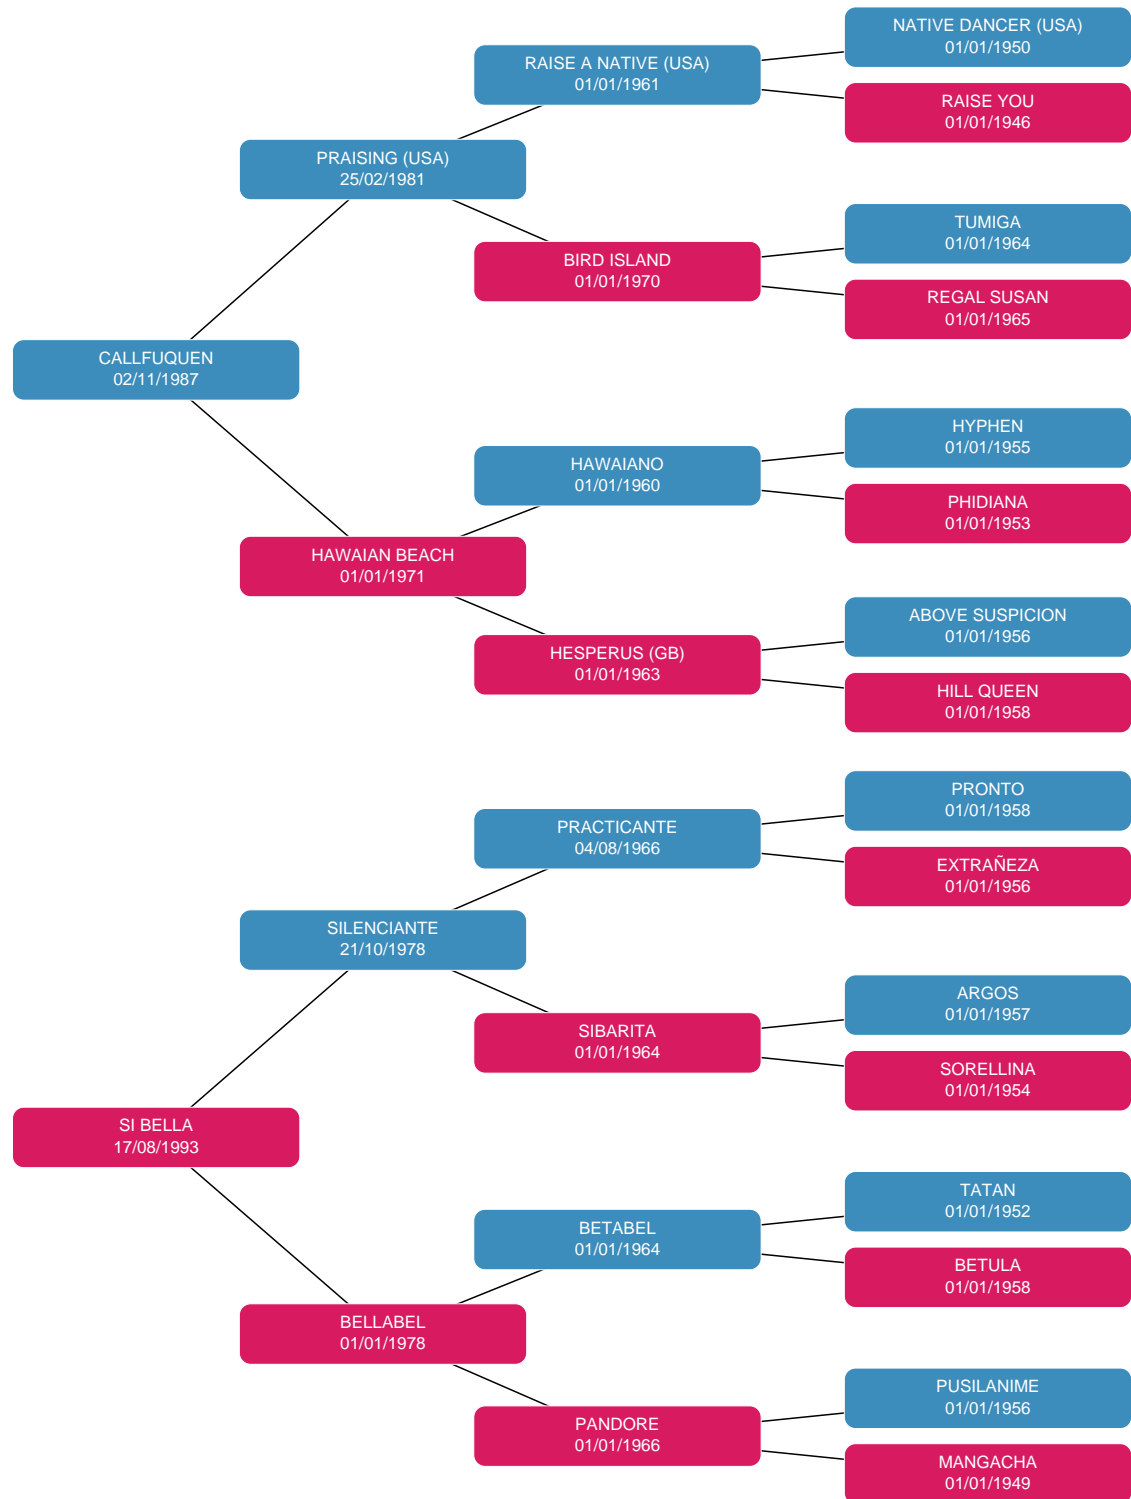 NATIVE DANCER (USA)
01/01/1950
RAISE A NATIVE (USA)
01/01/1961
RAISE YOU
01/01/1946
PRAISING (USA)
25/02/1981
TUMIGA
01/01/1964
BIRD ISLAND
01/01/1970
REGAL SUSAN
01/01/1965
CALLFUQUEN
02/11/1987
HYPHEN
01/01/1955
HAWAIANO
01/01/1960
PHIDIANA
01/01/1953
HAWAIAN BEACH
01/01/1971
ABOVE SUSPICION
01/01/1956
HESPERUS (GB)
01/01/1963
HILL QUEEN
01/01/1958
PRONTO
01/01/1958
PRACTICANTE
04/08/1966
EXTRAÑEZA
01/01/1956
SILENCIANTE
21/10/1978
ARGOS
01/01/1957
SIBARITA
01/01/1964
SORELLINA
01/01/1954
SI BELLA
17/08/1993
TATAN
01/01/1952
BETABEL
01/01/1964
BETULA
01/01/1958
BELLABEL
01/01/1978
PUSILANIME
01/01/1956
PANDORE
01/01/1966
MANGACHA
01/01/1949